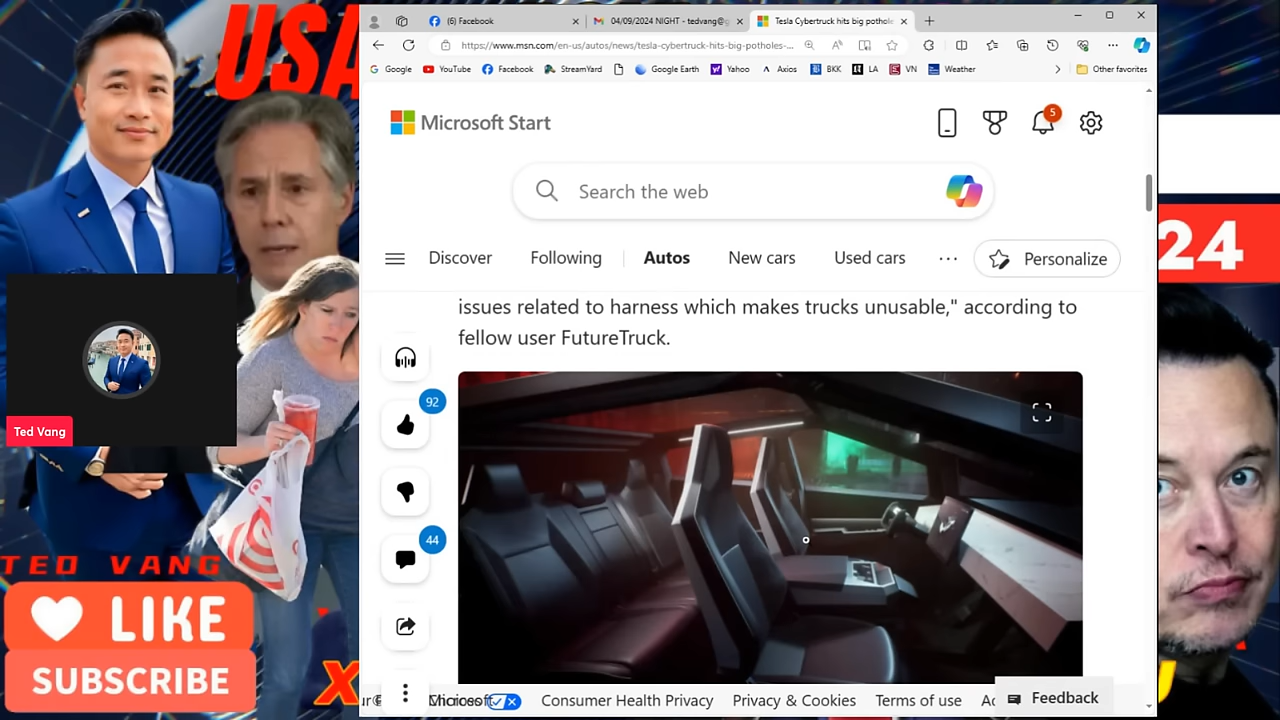 USA
(6) Facebook
04/09/2024 NIGHT - tedvang@g
Tesla Cybertruck hits big pothole
https://www.msn.com/en-us/autos/news/tesla-cybertruck-hits-big-potholes-...
Google
YouTube
Facebook
StreamYard
Google Earth
Yahoo
Axios
BKK
LA
VN
Weather
Other favorites
Microsoft Start
5
Search the web
Discover
Following
Autos
New cars
Used cars
Personalize
24
issues related to harness which makes trucks unusable," according to
fellow user FutureTruck.
92
44
Ted Vang
TED VANG
LIKE
SUBSCRIBE
X
Consumer Health Privacy
Privacy & Cookies
Terms of use
Feedback